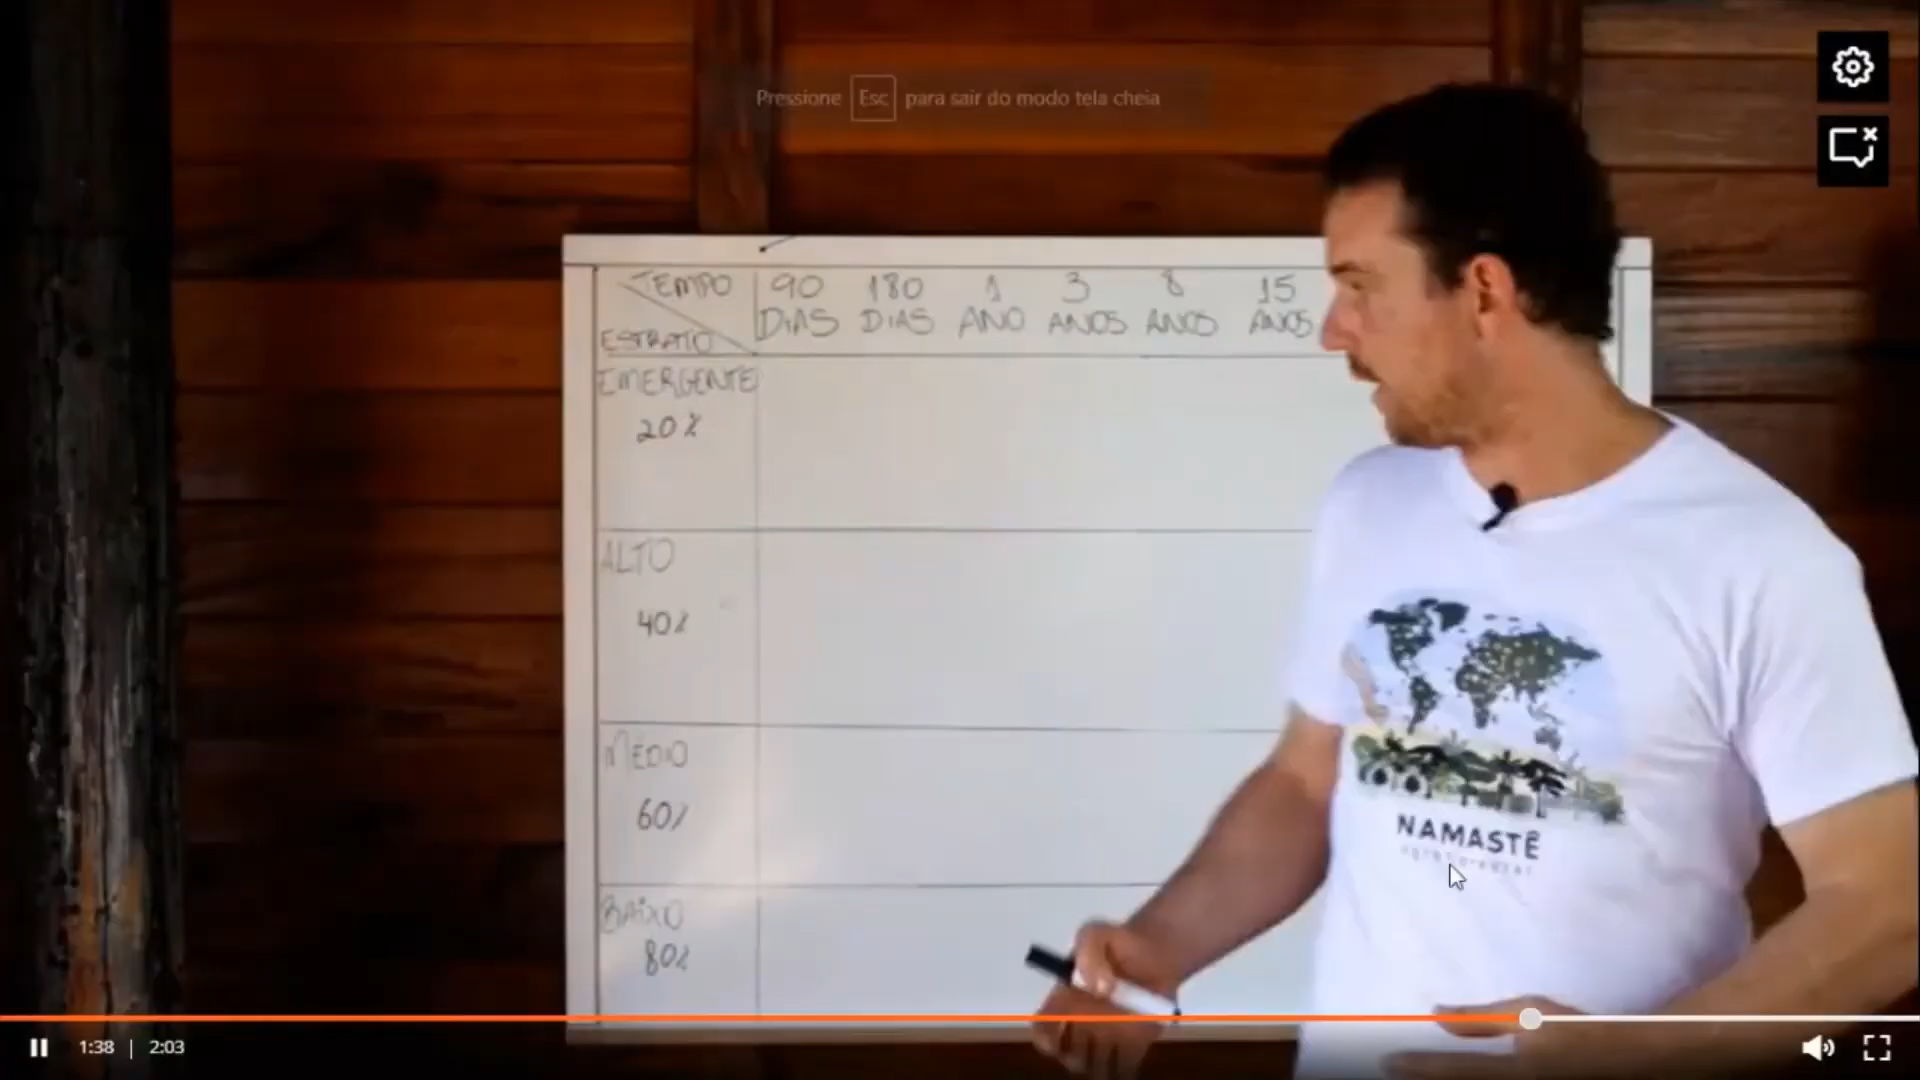 Pressione Esc para sair do modo tela cheia
TEMPO
ESTRATO
90 DIAS
180 DIAS
1 ANO
3 ANOS
8 ANOS
15 ANOS
EMERGENTE
20%
ALTO
40%
MÉDIO
60%
BAIXO
80%
NAMASTÊ
1:38 | 2:03